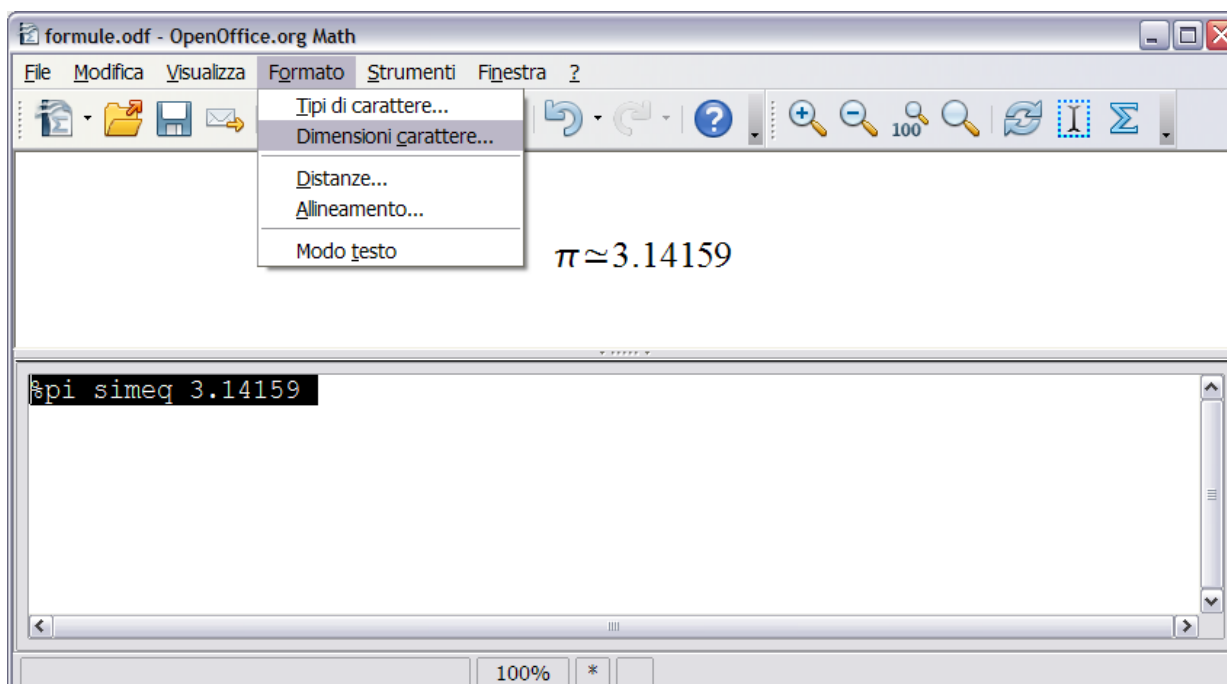 formule.odf - OpenOffice.org Math
File Modifica Visualizza Formato Strumenti Finestra ?
Tipi di carattere...
Dimensioni carattere...
100
Distanze...
Allineamento...
Modo testo
π≃3.14159
%pi simeq 3.14159
100% *